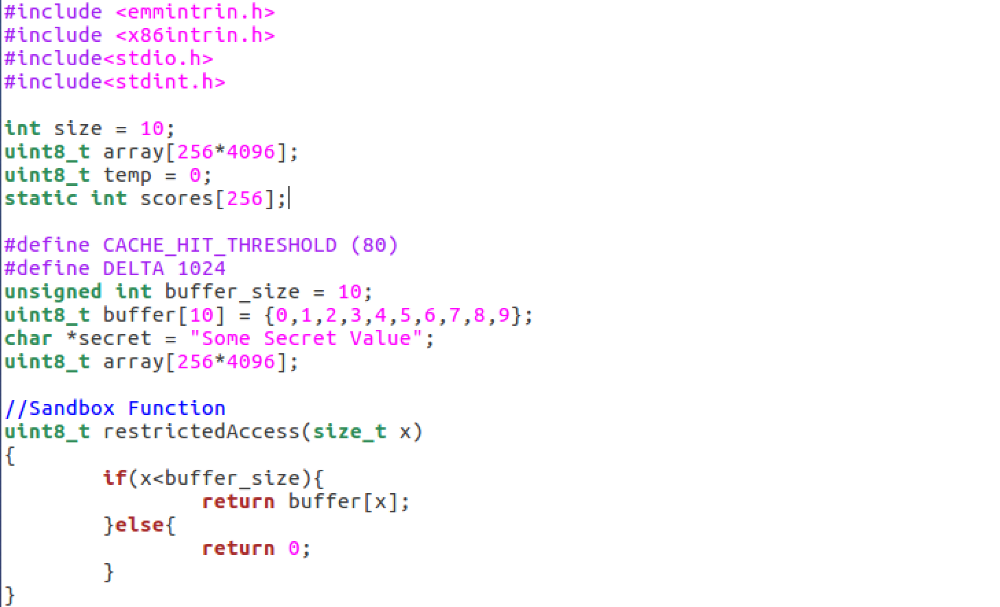 #include <emmintrin.h>
#include <x86intrin.h>
#include<stdio.h>
#include<stdint.h>
int size = 10;
uint8_t array[256*4096];
uint8_t temp = 0;
static int scores[256];
#define CACHE_HIT_THRESHOLD (80)
#define DELTA 1024
unsigned int buffer_size = 10;
uint8_t buffer[10] = {0,1,2,3,4,5,6,7,8,9};
char *secret = "Some Secret Value";
uint8_t array[256*4096];
//Sandbox Function
uint8_t restrictedAccess(size_t x)
{
if(x<buffer_size){
return buffer[x];
}else{
return 0;
}
}